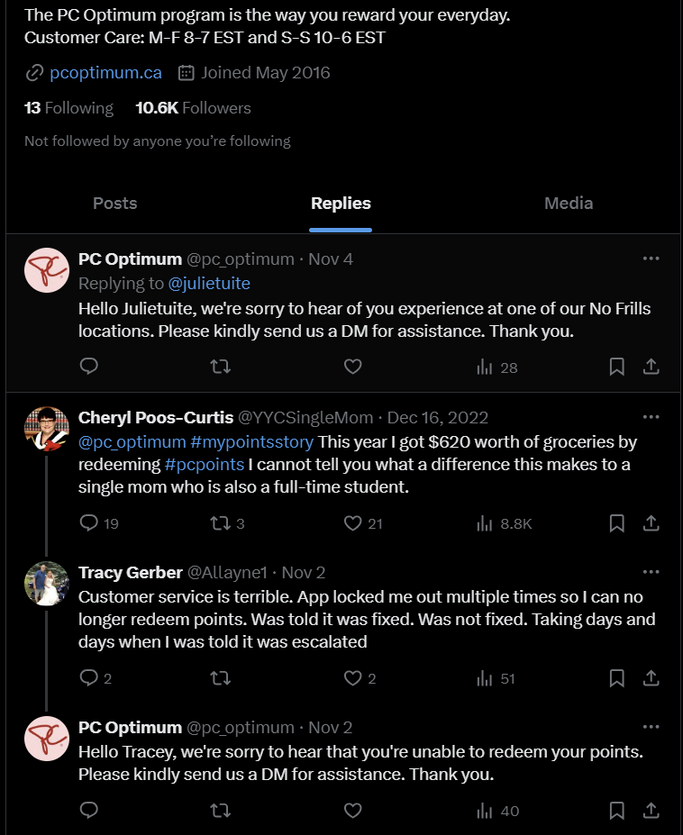 The PC Optimum program is the way you reward your everyday.
Customer Care: M-F 8-7 EST and S-S 10-6 EST
pcoptimum.ca Joined May 2016
13 Following 10.6K Followers
Not followed by anyone you're following
Posts Replies Media
PC Optimum @pc_optimum · Nov 4
Replying to @julietuite
Hello Julietuite, we're sorry to hear of you experience at one of our No Frills
locations. Please kindly send us a DM for assistance. Thank you.
28
Cheryl Poos-Curtis @YYCSingleMom · Dec 16, 2022
@pc_optimum #mypointsstory This year I got $620 worth of groceries by
redeeming #pcpoints I cannot tell you what a difference this makes to a
single mom who is also a full-time student.
19 3 21 8.8K
Tracy Gerber @Allayne1 · Nov 2
Customer service is terrible. App locked me out multiple times so I can no
longer redeem points. Was told it was fixed. Was not fixed. Taking days and
days when I was told it was escalated
2 2 51
PC Optimum @pc_optimum · Nov 2
Hello Tracey, we're sorry to hear that you're unable to redeem your points.
Please kindly send us a DM for assistance. Thank you.
40